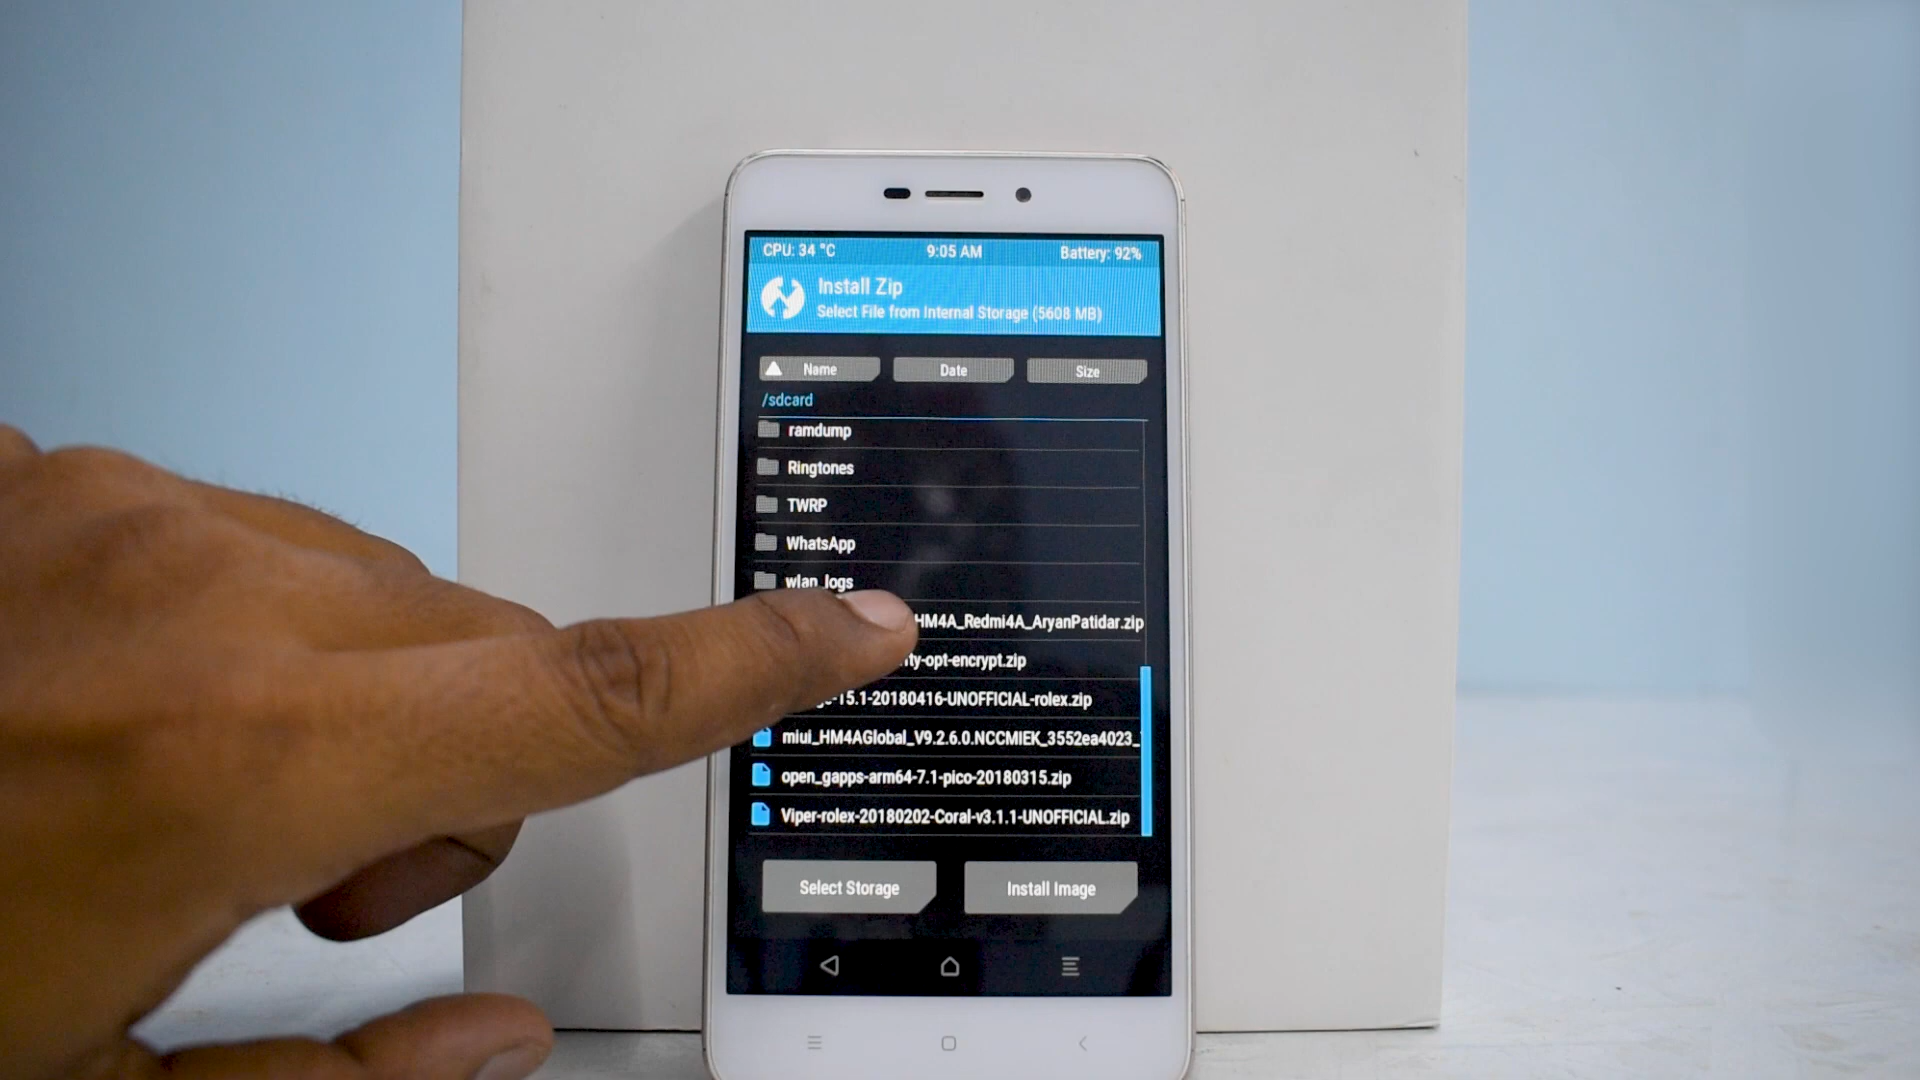 CPU: 34 °C 9:05 AM Battery: 92%
Install Zip
Select File from Internal Storage (5608 MB)
Name Date Size
/sdcard
ramdump
Ringtones
TWRP
WhatsApp
wlan_logs
HM4A_Redmi4A_AryanPatidar.zip
ty-opt-encrypt.zip
-15.1-20180416-UNOFFICIAL-rolex.zip
miui_HM4AGlobal_V9.2.6.0.NCCMIEK_3552ea4023_
open_gapps-arm64-7.1-pico-20180315.zip
Viper-rolex-20180202-Coral-v3.1.1-UNOFFICIAL.zip
Select Storage Install Image